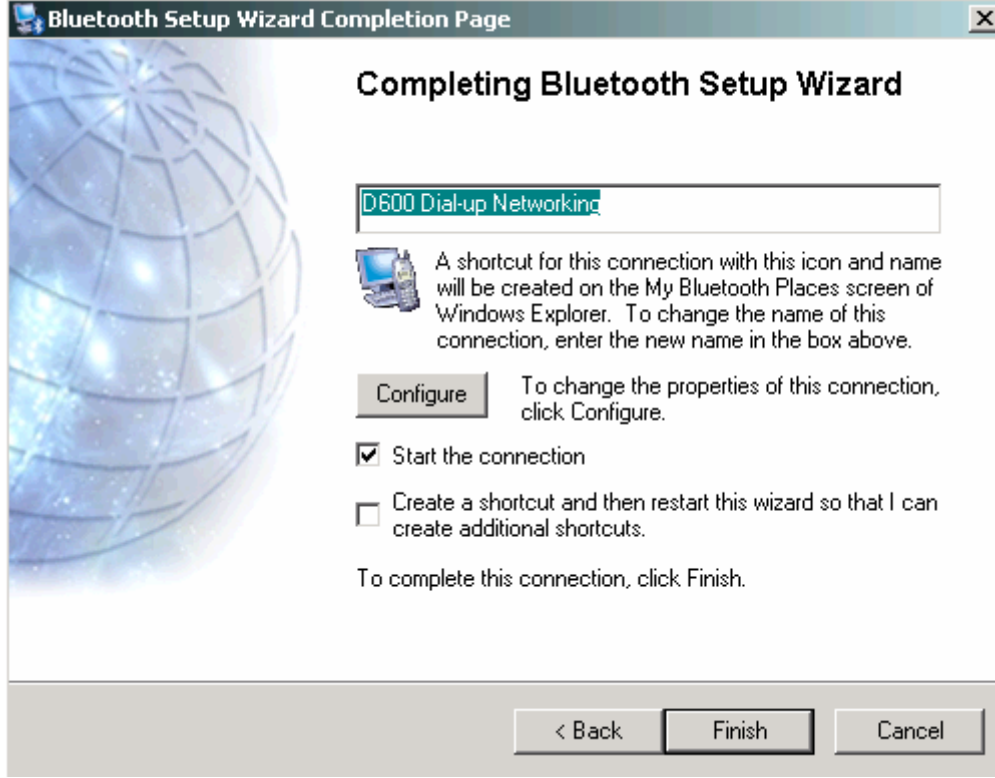 Bluetooth Setup Wizard Completion Page
Completing Bluetooth Setup Wizard
D600 Dial-up Networking
A shortcut for this connection with this icon and name
will be created on the My Bluetooth Places screen of
Windows Explorer.  To change the name of this
connection, enter the new name in the box above.
Configure
To change the properties of this connection,
click Configure.
Start the connection
Create a shortcut and then restart this wizard so that I can
create additional shortcuts.
To complete this connection, click Finish.
< Back
Finish
Cancel